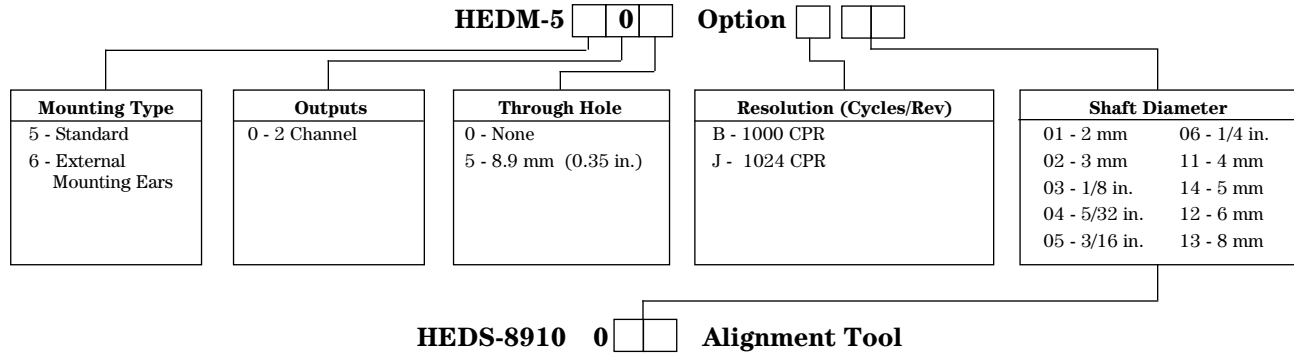 HEDM-5 0 Option
Mounting Type
5 - Standard
6 - External
Mounting Ears
Outputs
0 - 2 Channel
Through Hole
0 - None
5 - 8.9 mm (0.35 in.)
Resolution (Cycles/Rev)
B - 1000 CPR
J - 1024 CPR
Shaft Diameter
01 - 2 mm 06 - 1/4 in.
02 - 3 mm 11 - 4 mm
03 - 1/8 in. 14 - 5 mm
04 - 5/32 in. 12 - 6 mm
05 - 3/16 in. 13 - 8 mm
HEDS-8910 0 Alignment Tool